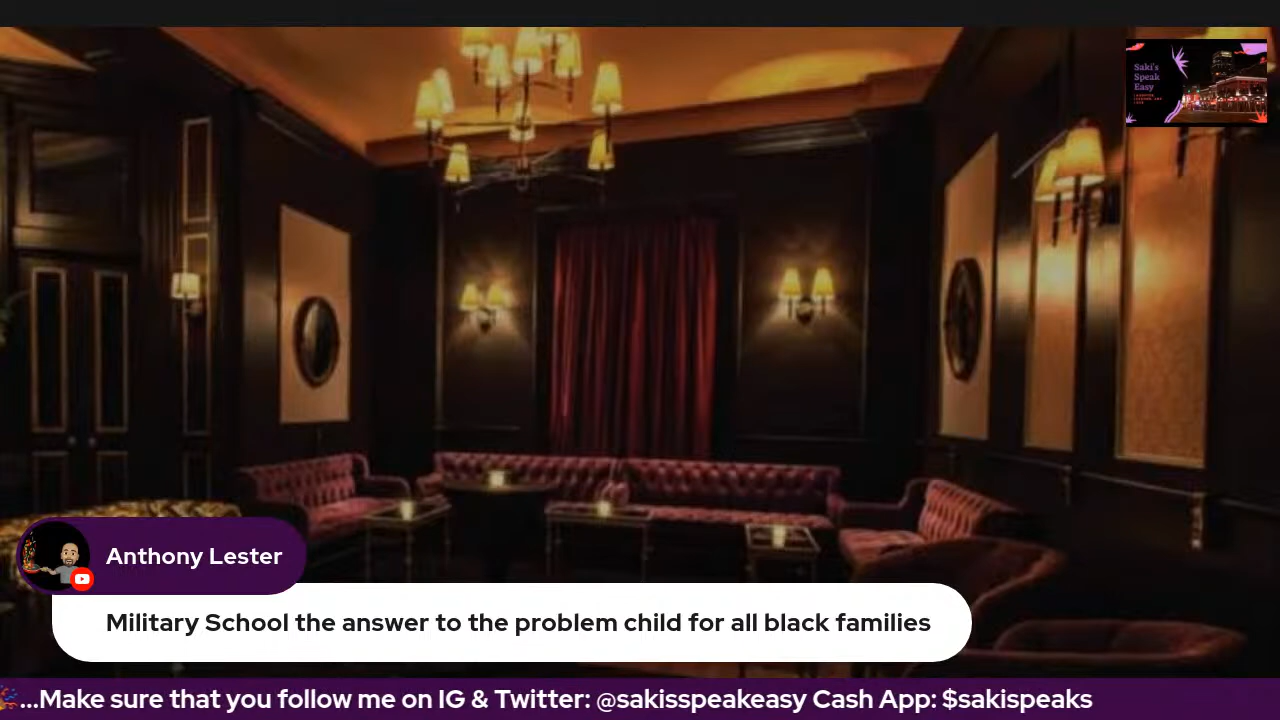 Saki's
Speak
Easy
Anthony Lester
Military School the answer to the problem child for all black families
...Make sure that you follow me on IG & Twitter: @sakisspeakeasy Cash App: $sakispeaks